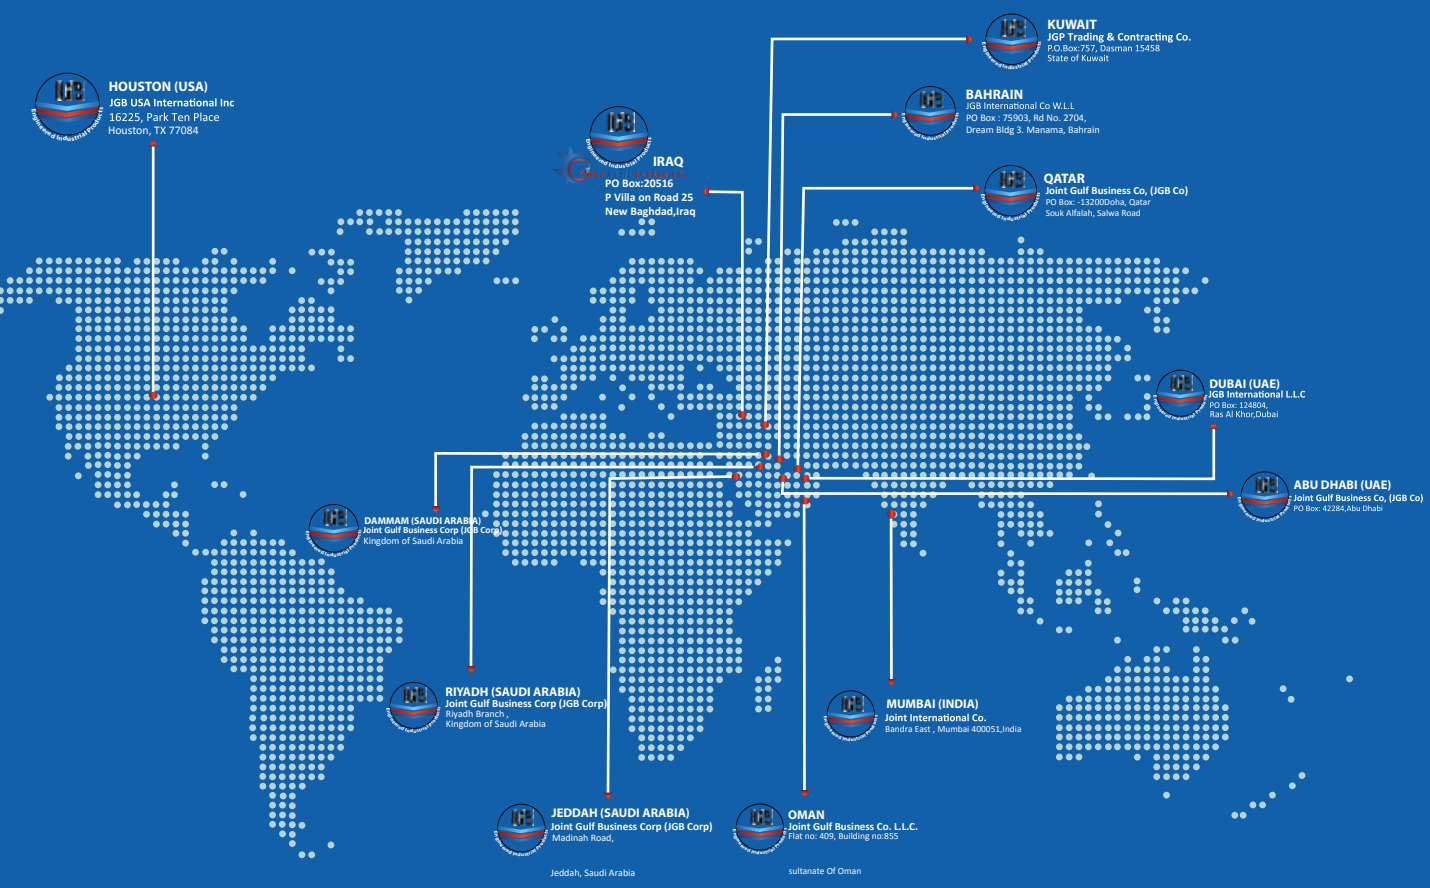 KUWAIT
JGP Trading & Contracting Co.
P.O.Box:757, Dasman 15458
State of Kuwait
JGB
Engineered Industrial Products
HOUSTON (USA)
JGB USA International Inc
16225, Park Ten Place
Houston, TX 77084
BAHRAIN
JGB International Co W.L.L
PO Box : 75903, Rd No. 2704,
Dream Bldg 3. Manama, Bahrain
JGB
Engineered Industrial Products
IRAQ
PO Box:20516
P Villa on Road 25
New Baghdad,Iraq
QATAR
Joint Gulf Business Co, (JGB Co)
PO Box: -13200Doha, Qatar
Souk Alfalah, Salwa Road
DUBAI (UAE)
JGB International L.L.C
PO Box: 124804,
Ras Al Khor,Dubai
ABU DHABI (UAE)
Joint Gulf Business Co, (JGB Co)
PO Box: 42284,Abu Dhabi
DAMMAM (SAUDI ARABIA)
Joint Gulf Business Corp (JGB Corp)
Kingdom of Saudi Arabia
RIYADH (SAUDI ARABIA)
Joint Gulf Business Corp (JGB Corp)
Riyadh Branch ,
Kingdom of Saudi Arabia
MUMBAI (INDIA)
Joint International Co.
Bandra East , Mumbai 400051,India
JEDDAH (SAUDI ARABIA)
Joint Gulf Business Corp (JGB Corp)
Madinah Road,
Jeddah, Saudi Arabia
OMAN
Joint Gulf Business Co. L.L.C.
Flat no: 409, Building no:855
sultanate Of Oman